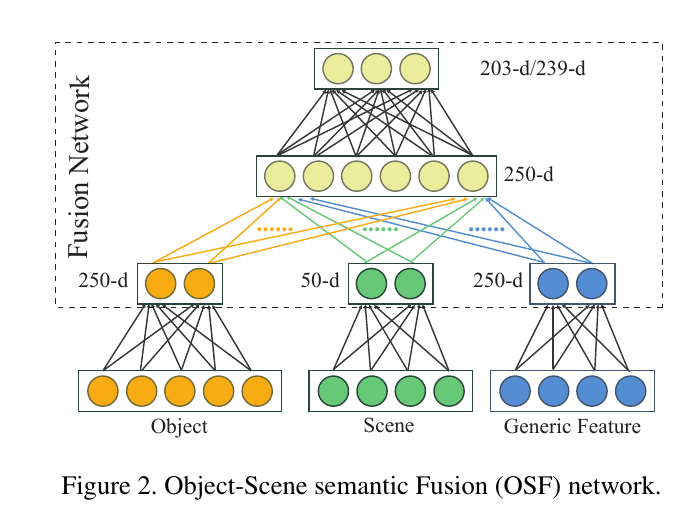 203-d/239-d
Fusion Network
250-d
250-d
50-d
250-d
Object
Scene
Generic Feature
Figure 2. Object-Scene semantic Fusion (OSF) network.